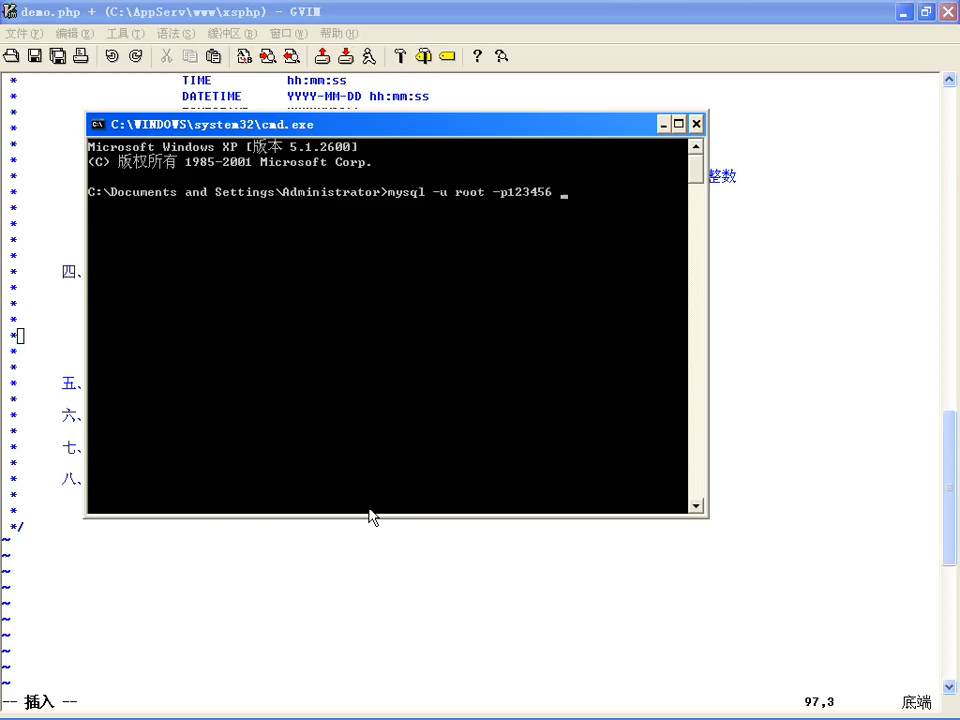 demo.php + (C:\AppServ\www\xsphp) - GVIM
文件(F) 编辑(E) 工具(T) 语法(S) 缓冲区(B) 窗口(W) 帮助(H)
* TIME hh:mm:ss
* DATETIME YYYY-MM-DD hh:mm:ss
C:\WINDOWS\system32\cmd.exe
Microsoft Windows XP [版本 5.1.2600]
(C) 版权所有 1985-2001 Microsoft Corp.
整数
C:\Documents and Settings\Administrator>mysql -u root -p123456 _
* 四、
*
*
*
*
*
*
* 五、
*
* 六、
*
* 七、
*
* 八、
*
*
*/
~
~
~
~
~
~
~
~
~
~
-- 插入 -- 97,3 底端